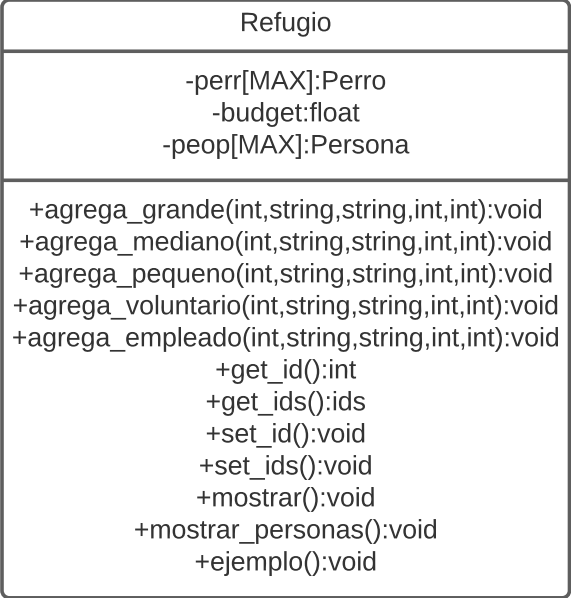 Refugio
-perr[MAX]:Perro
-budget:float
-peop[MAX]:Persona
+agrega_grande(int,string,string,int,int):void
+agrega_mediano(int,string,string,int,int):void
+agrega_pequeno(int,string,string,int,int):void
+agrega_voluntario(int,string,string,int,int):void
+agrega_empleado(int,string,string,int,int):void
+get_id():int
+get_ids():ids
+set_id():void
+set_ids():void
+mostrar():void
+mostrar_personas():void
+ejemplo():void